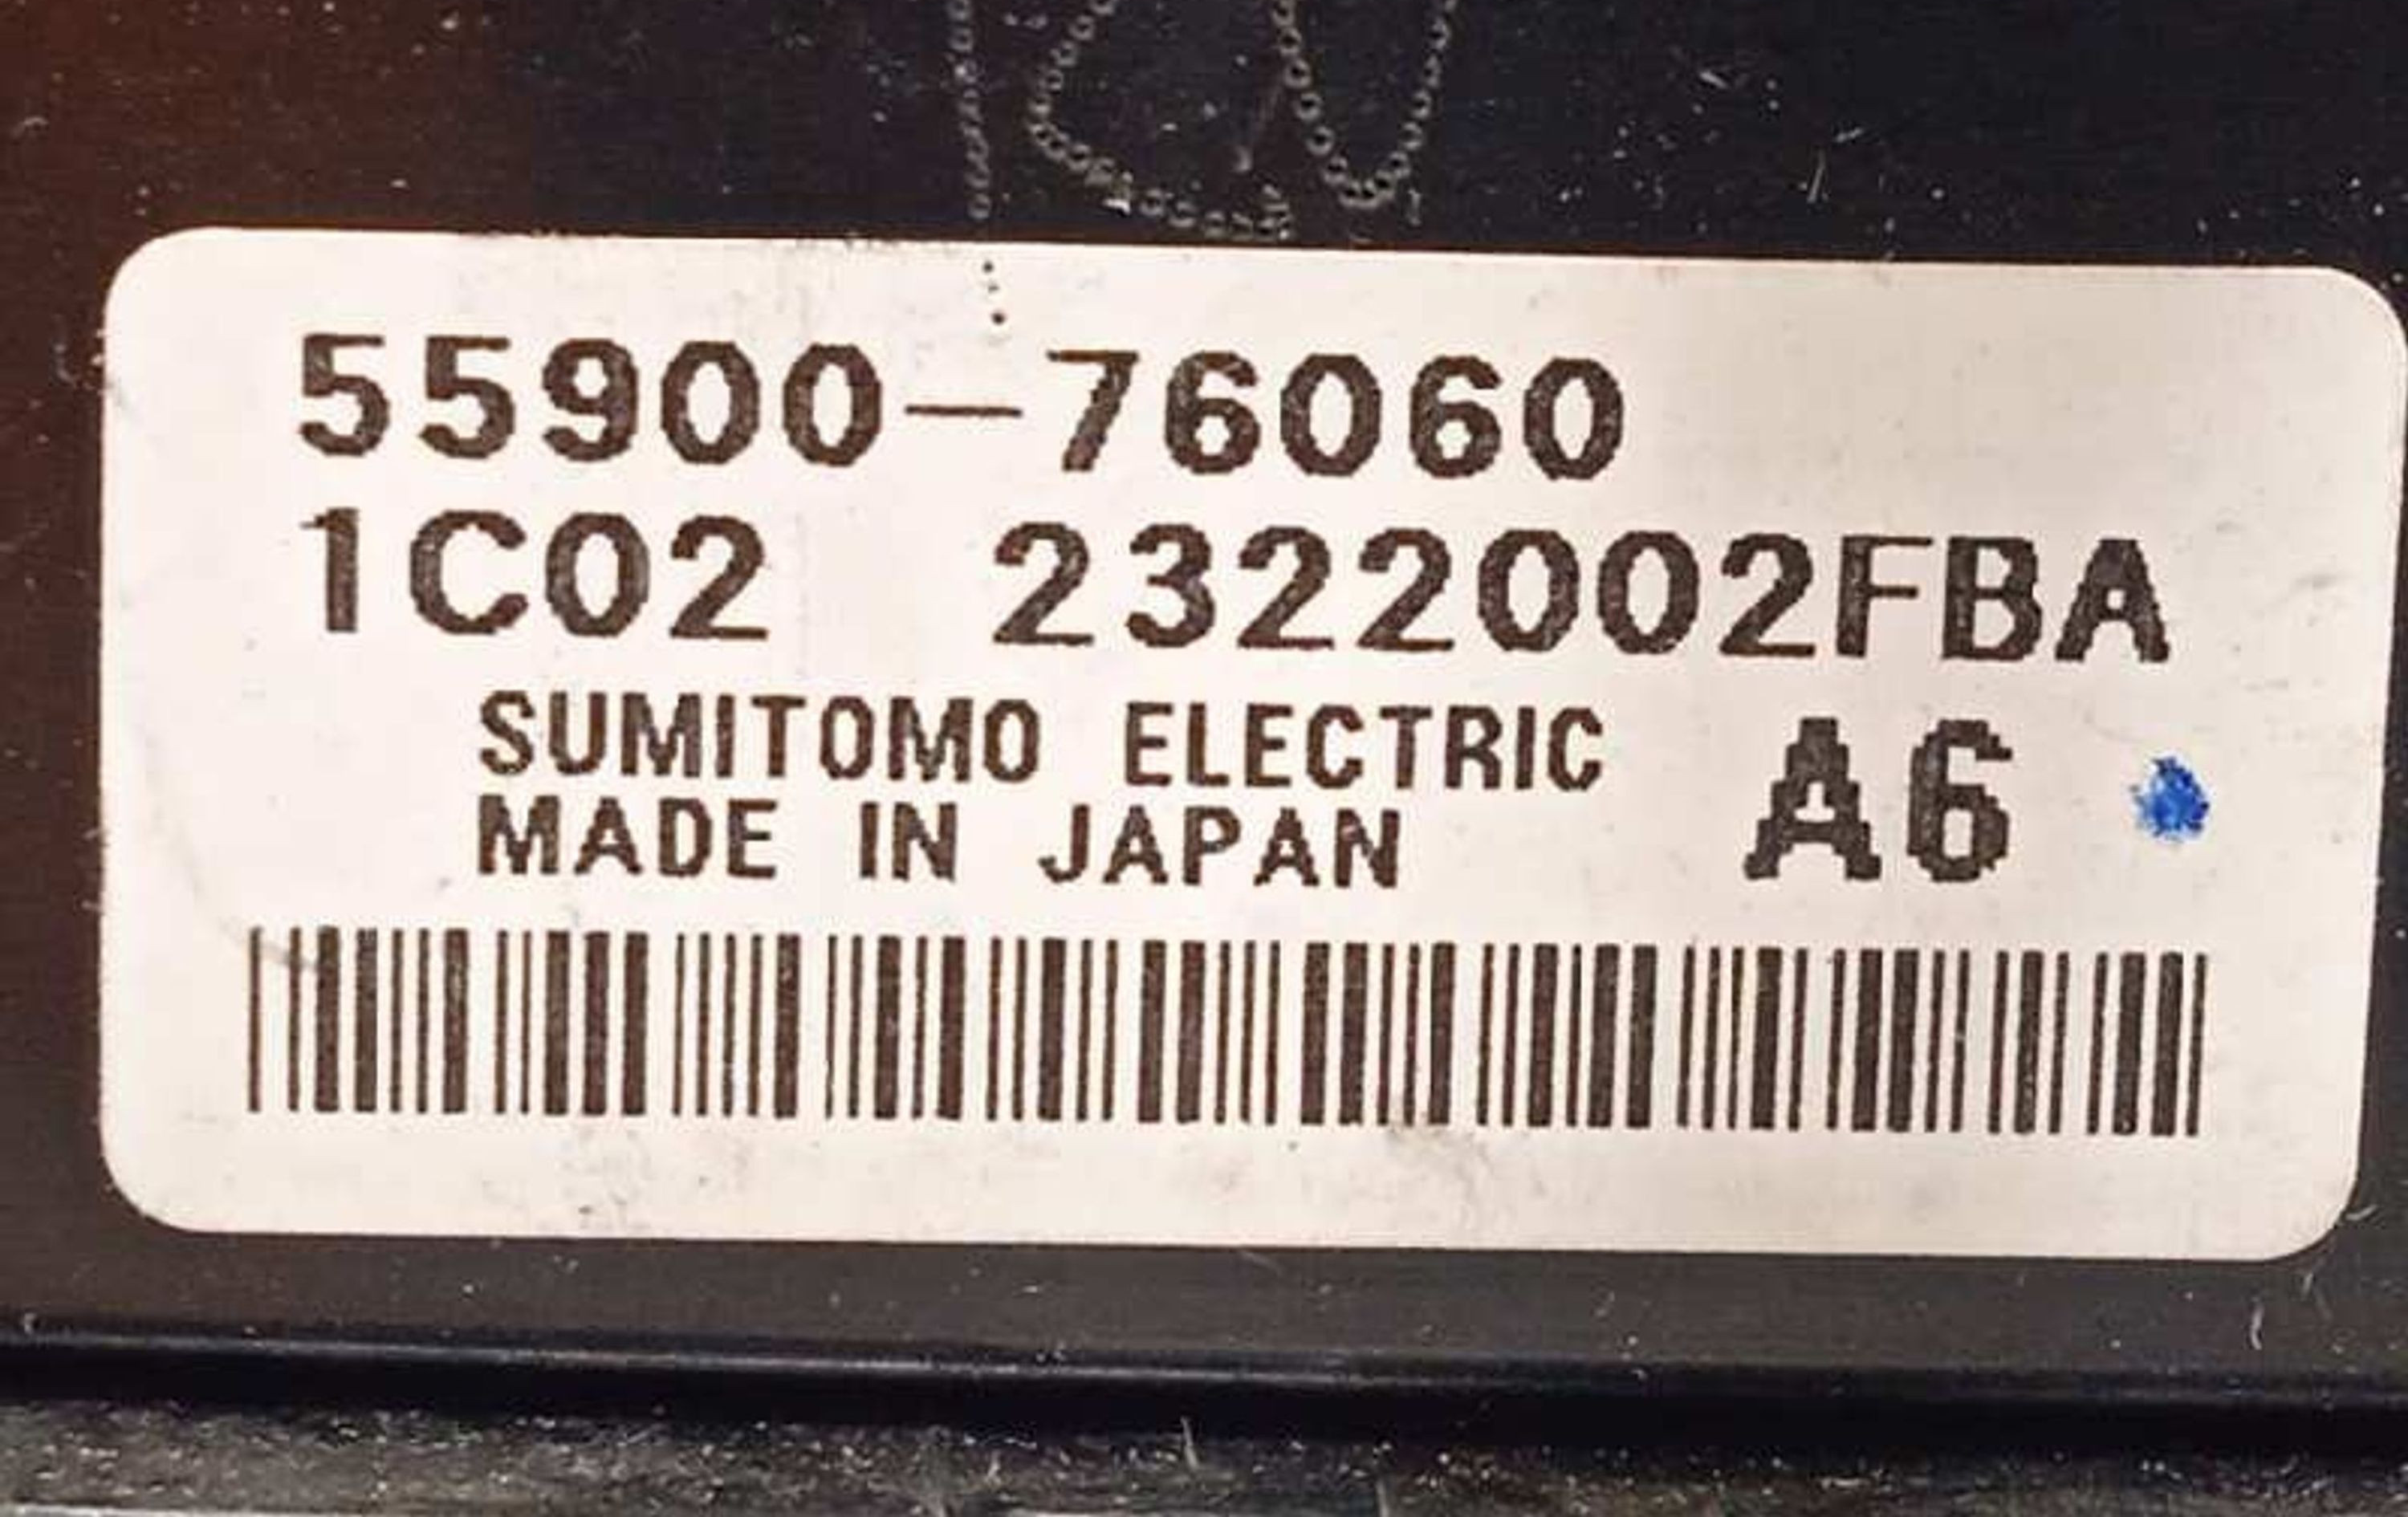 55900-76060
1C02 2322002FBA
SUMITOMO ELECTRIC A6
MADE IN JAPAN